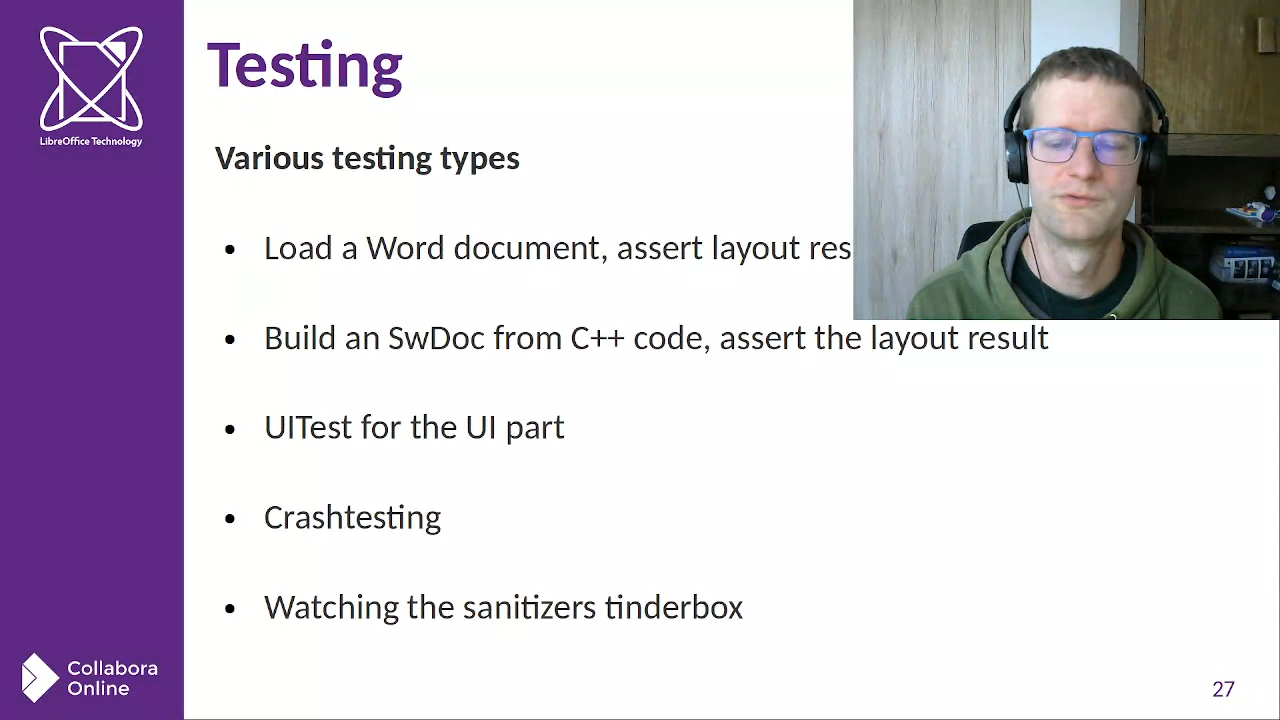 LibreOffice Technology
Testing
Various testing types
• Load a Word document, assert layout res
• Build an SwDoc from C++ code, assert the layout result
• UITest for the UI part
• Crashtesting
• Watching the sanitizers tinderbox
Collabora
Online
27